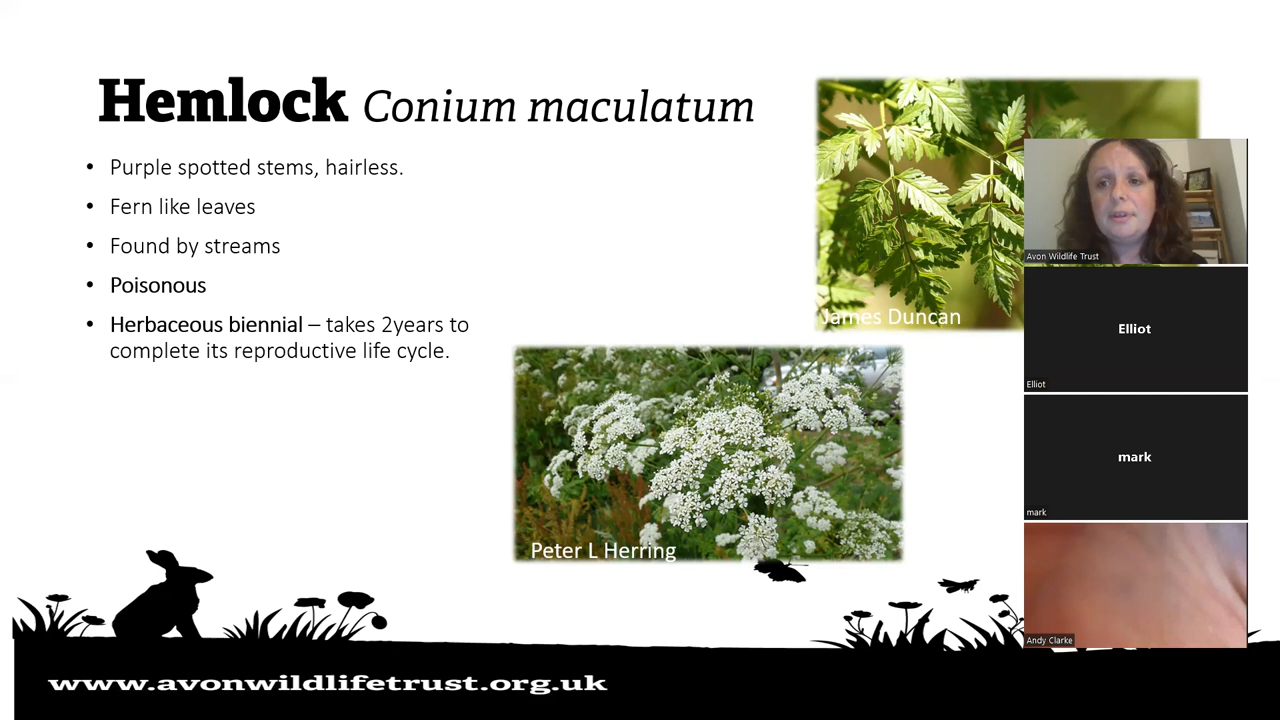 Hemlock Conium maculatum
• Purple spotted stems, hairless.
• Fern like leaves
• Found by streams
• Poisonous
• Herbaceous biennial – takes 2years to
complete its reproductive life cycle.
James Duncan
Peter L Herring
Avon Wildlife Trust
Elliot
Elliot
mark
mark
Andy Clarke
www.avonwildlifetrust.org.uk